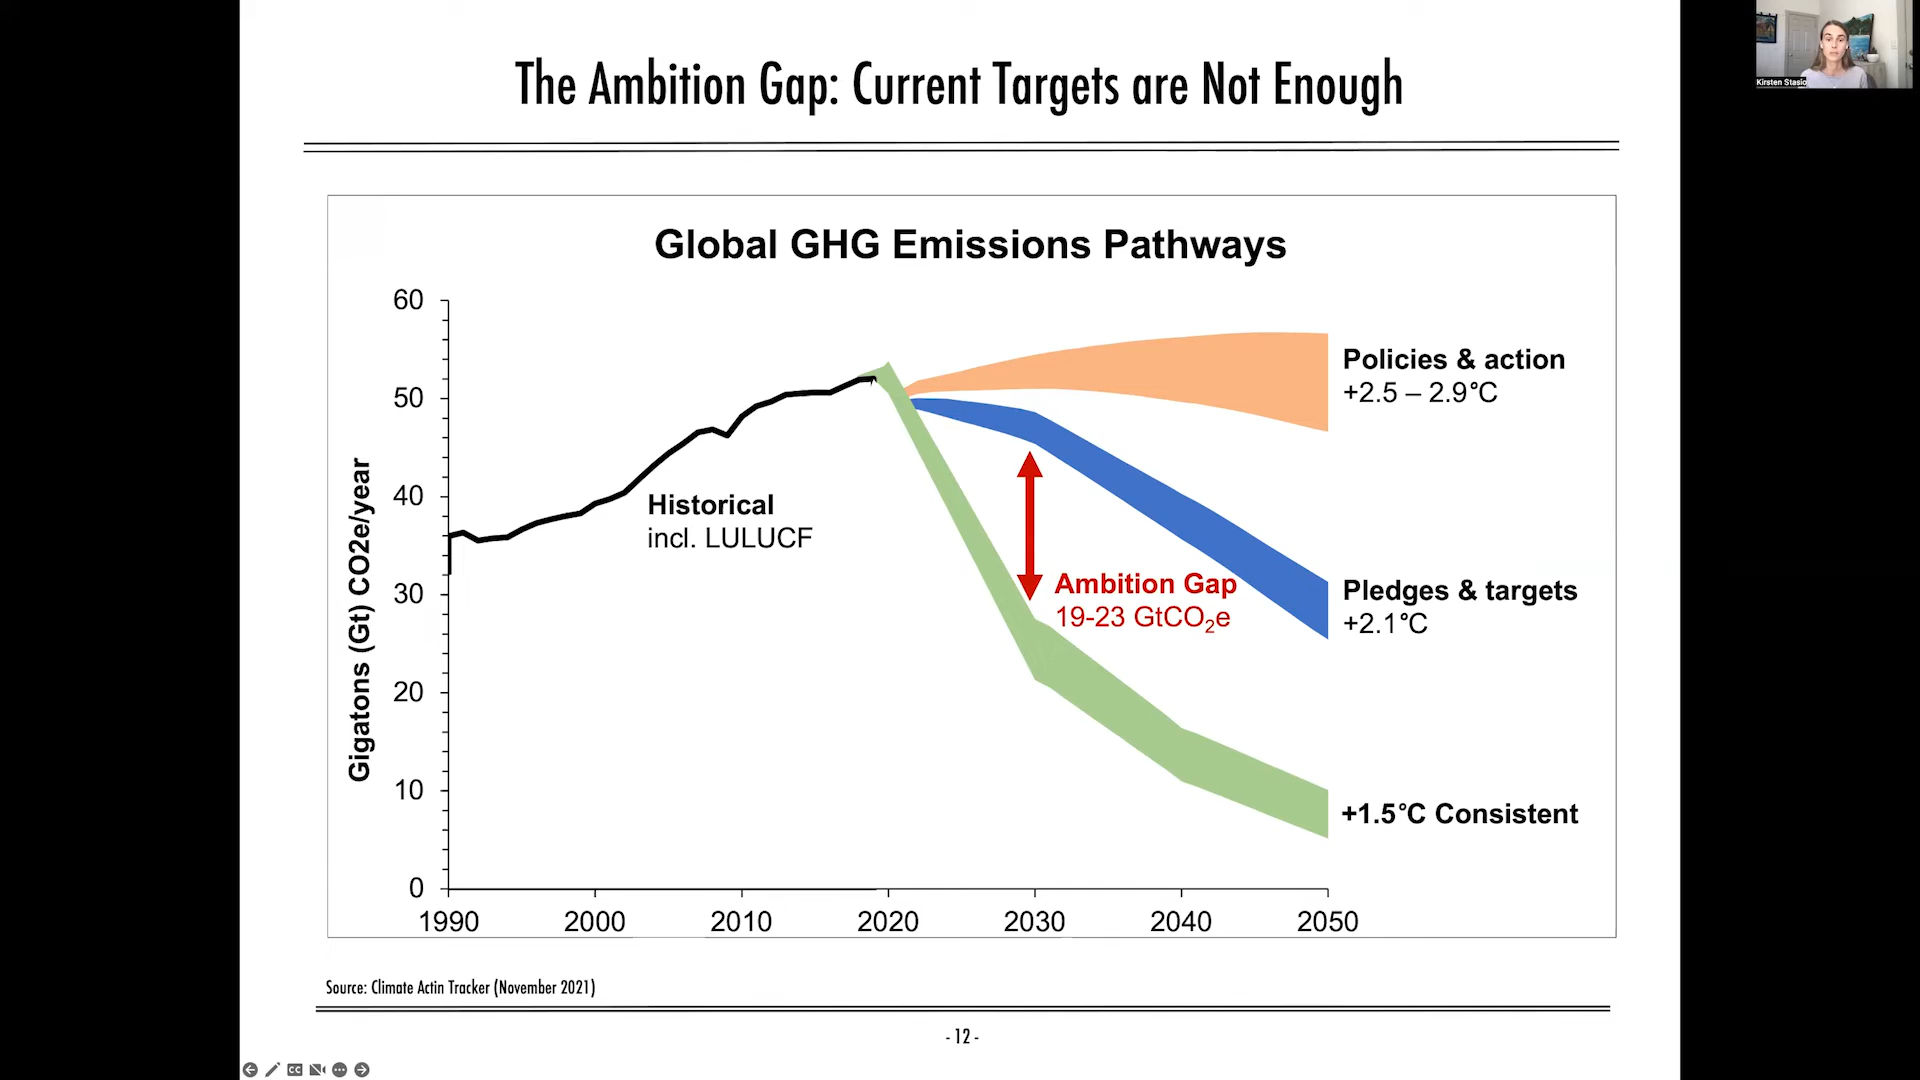 The Ambition Gap: Current Targets are Not Enough
Kirsten Stasio
Global GHG Emissions Pathways
Gigatons (Gt) CO2e/year
60
50
40
30
20
10
0
1990
2000
2010
2020
2030
2040
2050
Historical
incl. LULUCF
Policies & action
+2.5 – 2.9°C
Ambition Gap
19-23 GtCO₂e
Pledges & targets
+2.1°C
+1.5°C Consistent
Source: Climate Actin Tracker (November 2021)
- 12 -
CC